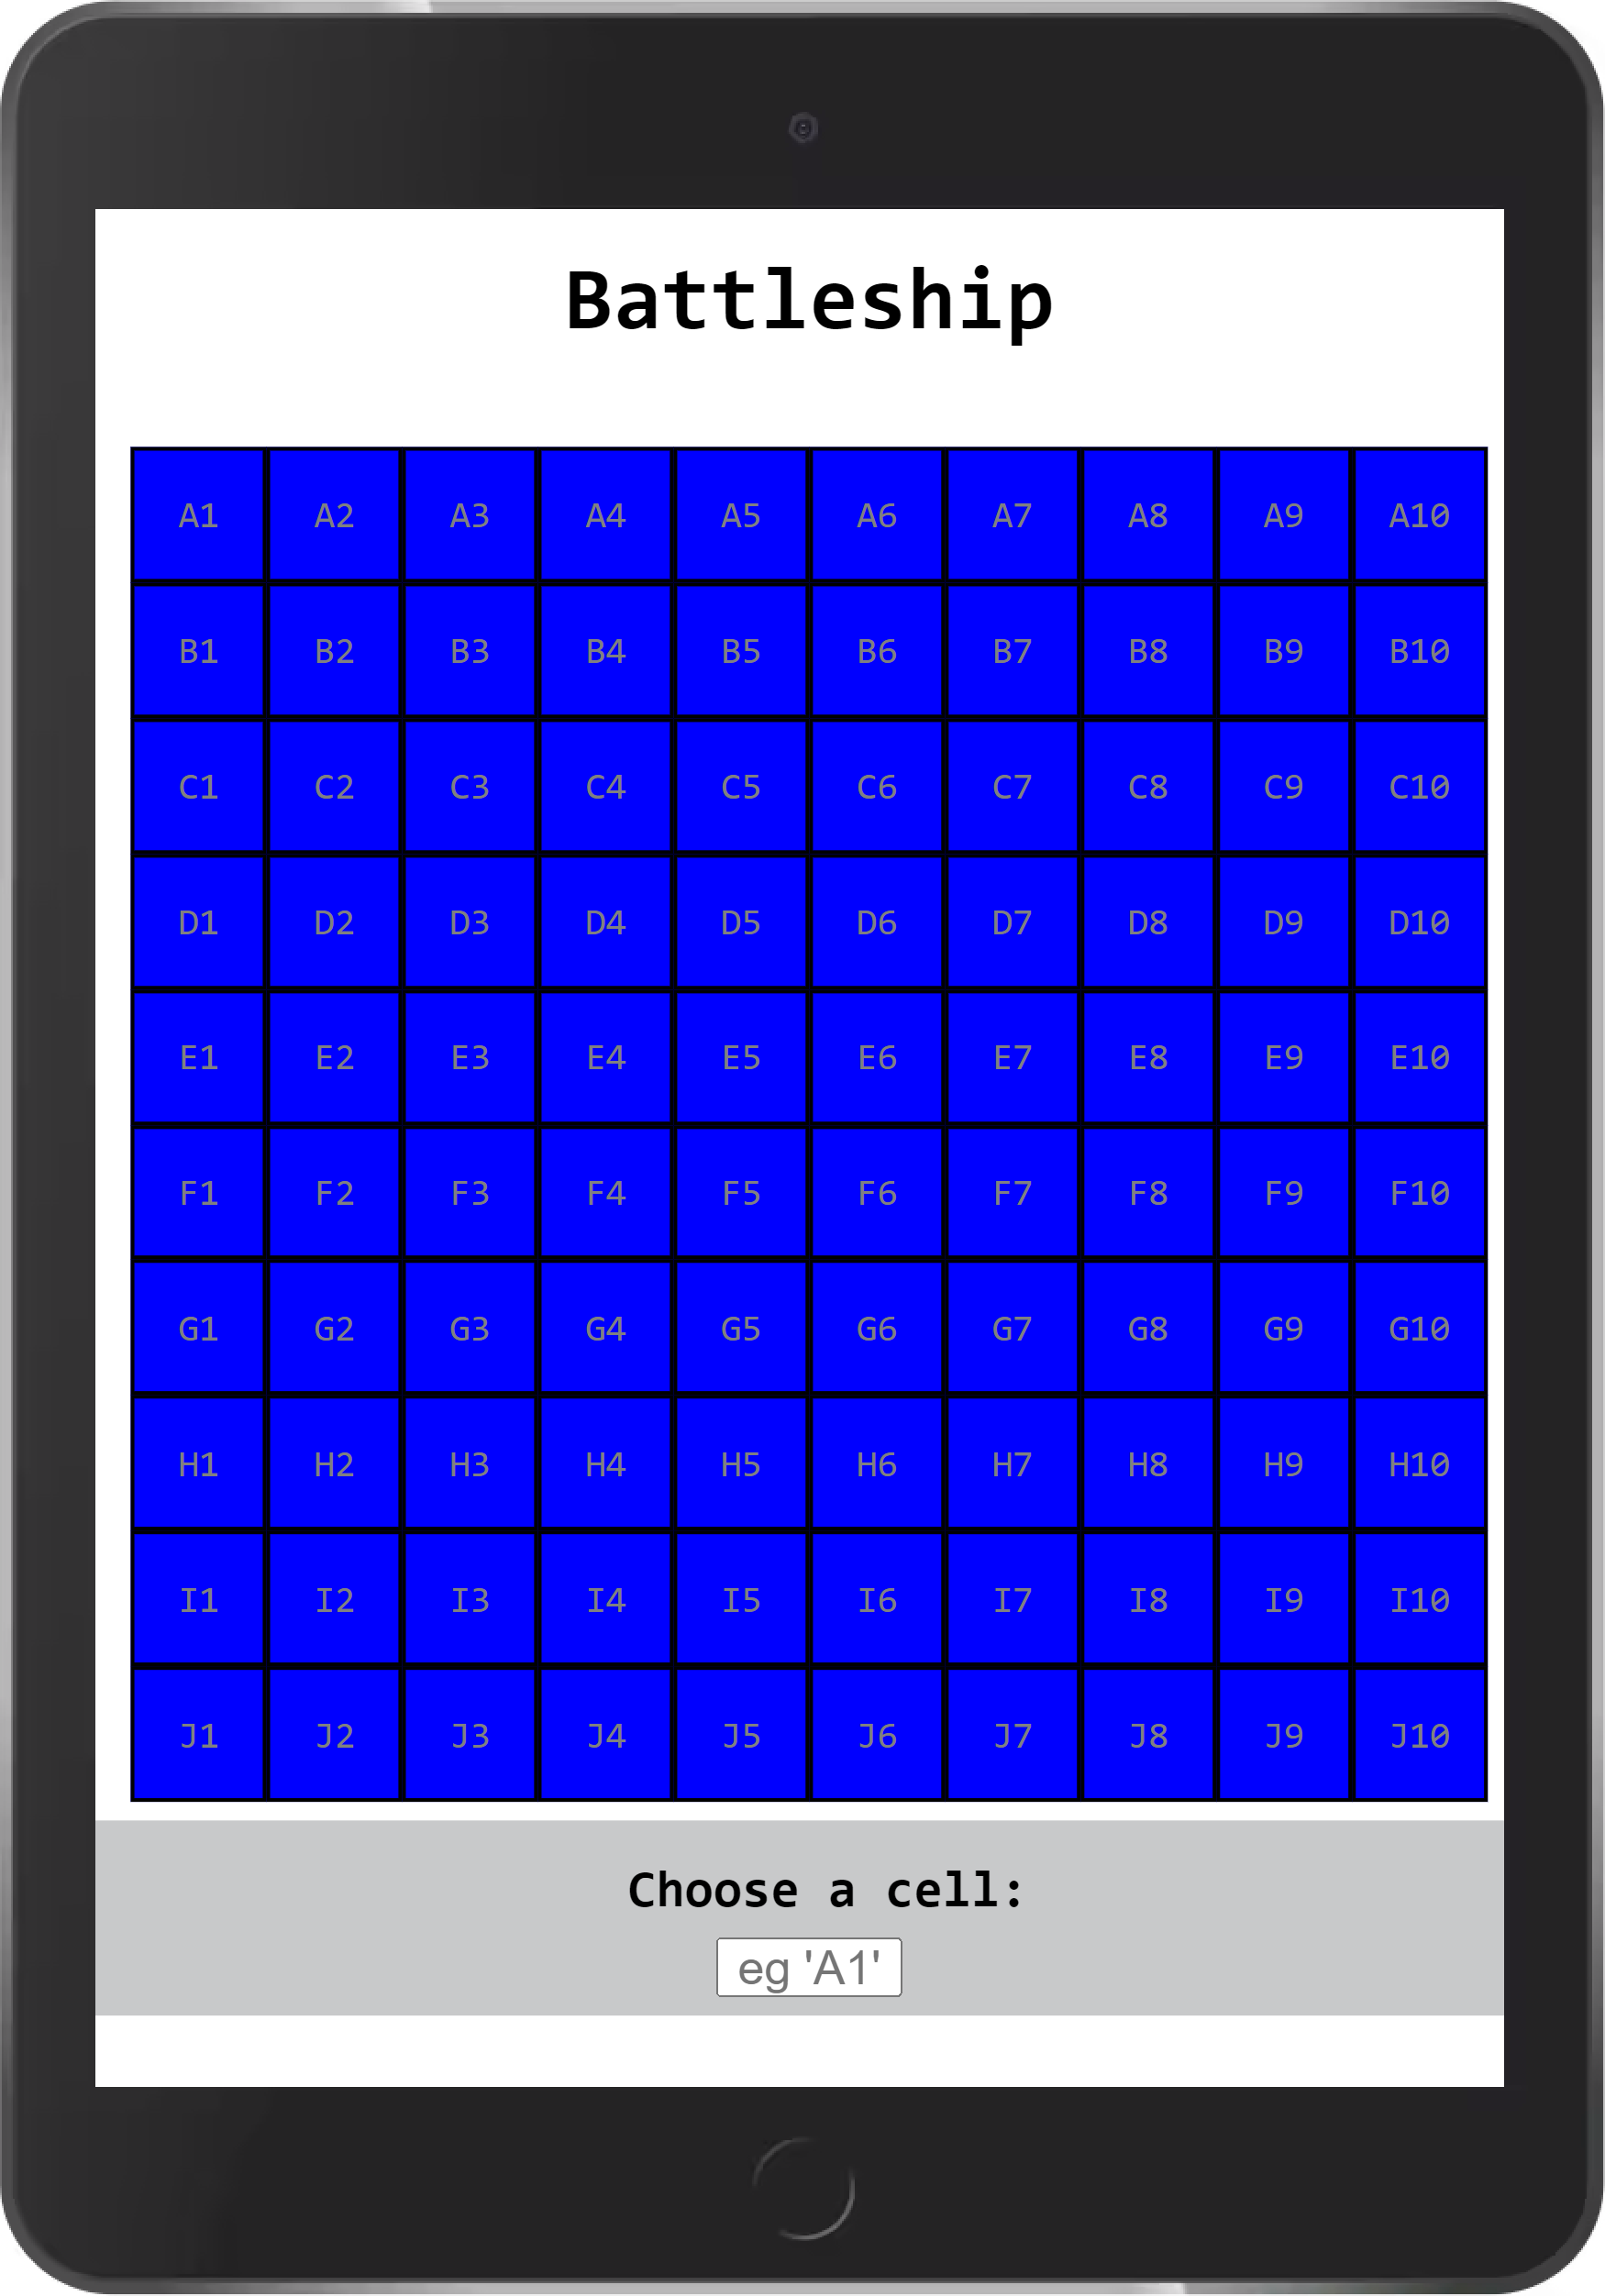 Battleship
A1 A2 A3 A4 A5 A6 A7 A8 A9 A10
B1 B2 B3 B4 B5 B6 B7 B8 B9 B10
C1 C2 C3 C4 C5 C6 C7 C8 C9 C10
D1 D2 D3 D4 D5 D6 D7 D8 D9 D10
E1 E2 E3 E4 E5 E6 E7 E8 E9 E10
F1 F2 F3 F4 F5 F6 F7 F8 F9 F10
G1 G2 G3 G4 G5 G6 G7 G8 G9 G10
H1 H2 H3 H4 H5 H6 H7 H8 H9 H10
I1 I2 I3 I4 I5 I6 I7 I8 I9 I10
J1 J2 J3 J4 J5 J6 J7 J8 J9 J10
Choose a cell:
eg 'A1'